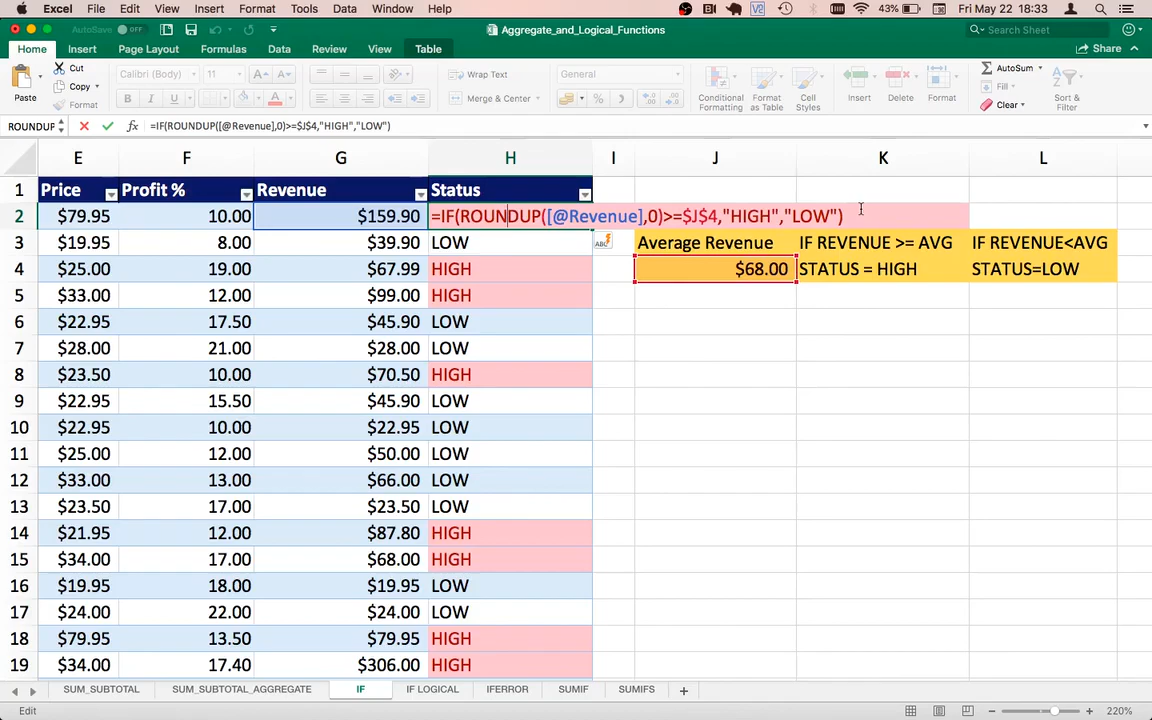 Excel File Edit View Insert Format Tools Data Window Help 43% Fri May 22 18:33
AutoSave OFF Aggregate_and_Logical_Functions Search Sheet
Home Insert Page Layout Formulas Data Review View Table Share
Paste Cut Copy Format Calibri (Body) 11 A A Wrap Text General Conditional Formatting Format as Table Cell Styles Insert Delete Format AutoSum Fill Clear Sort & Filter
B I U A Merge & Center %
ROUNDUP fx =IF(ROUNDUP([@Revenue],0)>=$J$4,"HIGH","LOW")
E F G H I J K L
1 Price Profit % Revenue Status
2 $79.95 10.00 $159.90 =IF(ROUNDUP([@Revenue],0)>=$J$4,"HIGH","LOW")
3 $19.95 8.00 $39.90 LOW ABC Average Revenue IF REVENUE >= AVG IF REVENUE<AVG
4 $25.00 19.00 $67.99 HIGH $68.00 STATUS = HIGH STATUS=LOW
5 $33.00 12.00 $99.00 HIGH
6 $22.95 17.50 $45.90 LOW
7 $28.00 21.00 $28.00 LOW
8 $23.50 10.00 $70.50 HIGH
9 $22.95 15.50 $45.90 LOW
10 $22.95 10.00 $22.95 LOW
11 $25.00 12.00 $50.00 LOW
12 $33.00 13.00 $66.00 LOW
13 $23.50 17.00 $23.50 LOW
14 $21.95 12.00 $87.80 HIGH
15 $34.00 17.00 $68.00 HIGH
16 $19.95 18.00 $19.95 LOW
17 $24.00 22.00 $24.00 LOW
18 $79.95 13.50 $79.95 HIGH
19 $34.00 17.40 $306.00 HIGH
SUM_SUBTOTAL SUM_SUBTOTAL_AGGREGATE IF IF LOGICAL IFERROR SUMIF SUMIFS +
Edit 220%